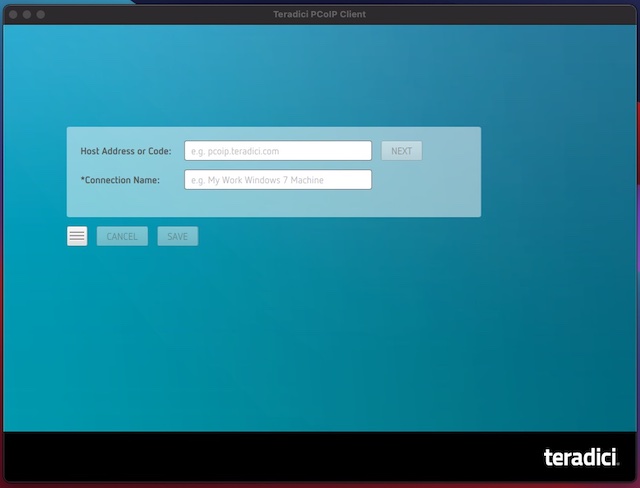 Teradici PCoIP Client
Host Address or Code: e.g. pcoip.teradici.com NEXT
*Connection Name: e.g. My Work Windows 7 Machine
CANCEL SAVE
teradici